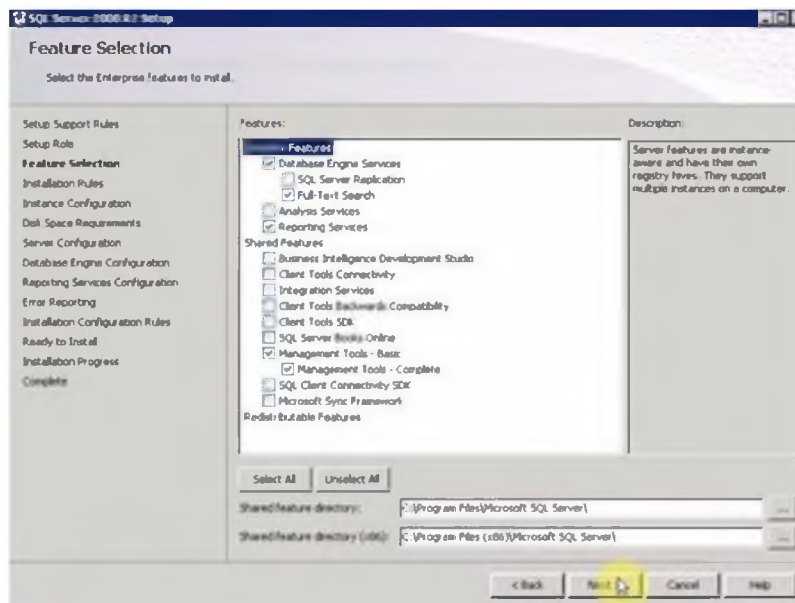 SQL Server 2008 R2 Setup
Feature Selection
Select the Enterprise features to install.
Setup Support Rules
Setup Role
Feature Selection
Installation Rules
Instance Configuration
Disk Space Requirements
Server Configuration
Database Engine Configuration
Reporting Services Configuration
Error Reporting
Installation Configuration Rules
Ready to Install
Installation Progress
Complete
Features:
Features
Database Engine Services
SQL Server Replication
Full-Text Search
Analysis Services
Reporting Services
Shared Features
Business Intelligence Development Studio
Client Tools Connectivity
Integration Services
Client Tools Backwards Compatibility
Client Tools SDK
SQL Server Books Online
Management Tools - Basic
Management Tools - Complete
SQL Client Connectivity SDK
Microsoft Sync Framework
Redistributable Features
Description:
Server features are instance-
aware and have their own
registry hives. They support
multiple instances on a computer.
Select All
Unselect All
Shared feature directory:
C:\Program Files\Microsoft SQL Server\
...
Shared feature directory (x86):
C:\Program Files (x86)\Microsoft SQL Server\
...
< Back
Next
Cancel
Help